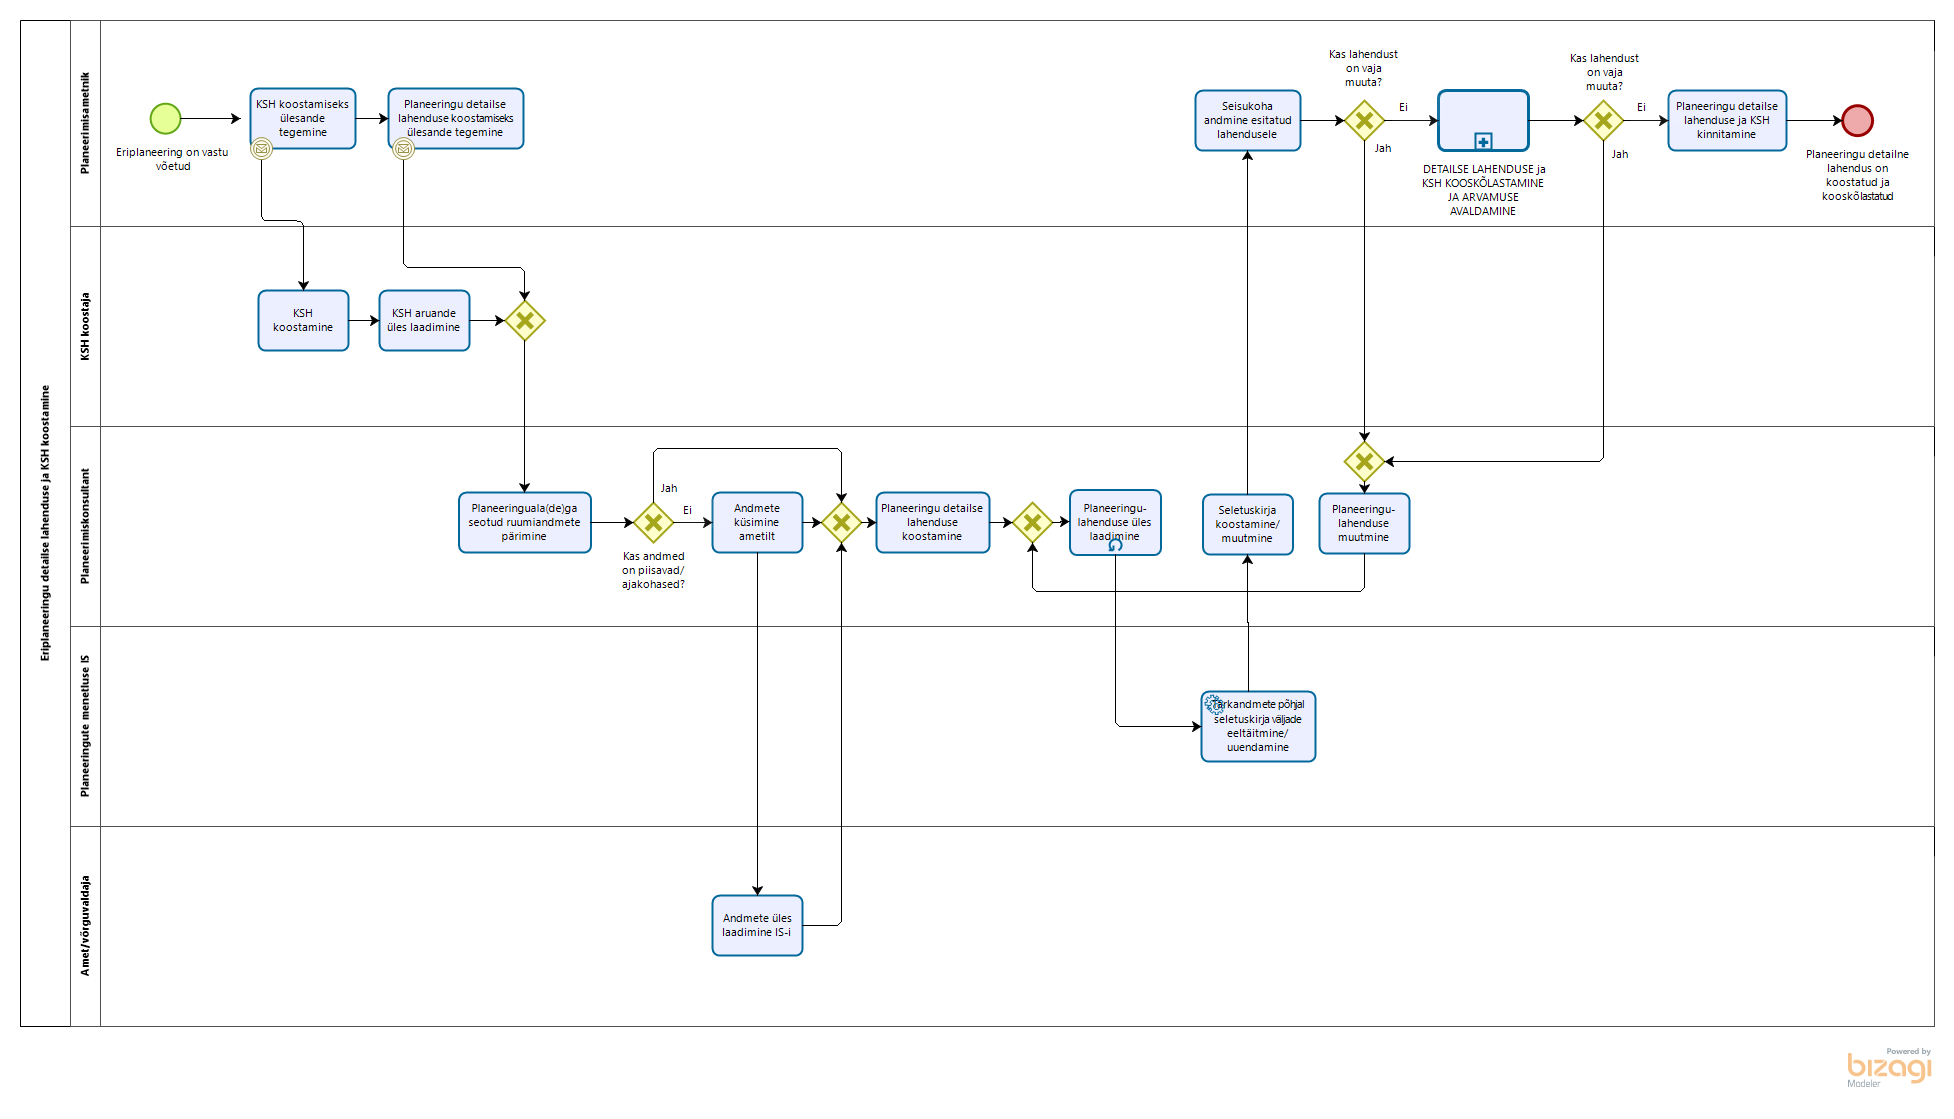 Eriplaneeringu detailse lahenduse ja KSH koostamine
Planeerimisametnik
Eriplaneering on vastu
võetud
KSH koostamiseks
ülesande
tegemine
Planeeringu detailse
lahenduse koostamiseks
ülesande tegemine
Seisukoha
andmine esitatud
lahendusele
Kas lahendust
on vaja
muuta?
Ei
Jah
DETAILSE LAHENDUSE ja
KSH KOOSKÕLASTAMINE
JA ARVAMUSE
AVALDAMINE
Kas lahendust
on vaja
muuta?
Ei
Jah
Planeeringu detailse
lahenduse ja KSH
kinnitamine
Planeeringu detailne
lahendus on
koostatud ja
kooskõlastatud
KSH koostaja
KSH
koostamine
KSH aruande
üles laadimine
Planeerimiskonsultant
Planeeringuala(de)ga
seotud ruumiandmete
pärimine
Jah
Ei
Kas andmed
on piisavad/
ajakohased?
Andmete
küsimine
ametilt
Planeeringu detailse
lahenduse
koostamine
Planeeringu-
lahenduse üles
laadimine
Seletuskirja
koostamine/
muutmine
Planeeringu-
lahenduse
muutmine
Planeeringute menetluse IS
Tarkandmete põhjal
seletuskirja väljade
eeltäitmine/
uuendamine
Amet/võrguvaldaja
Andmete üles
laadimine IS-i
Powered by
bizagi
Modeler